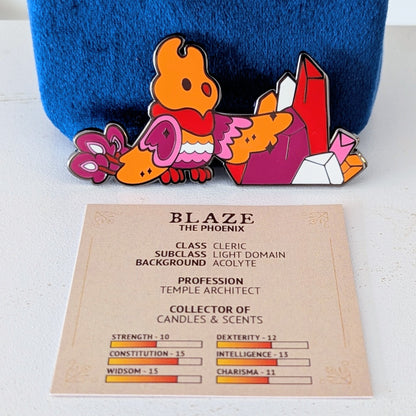 BLAZE
THE PHOENIX
CLASS CLERIC
SUBCLASS LIGHT DOMAIN
BACKGROUND ACOLYTE
PROFESSION
TEMPLE ARCHITECT
COLLECTOR OF
CANDLES & SCENTS
STRENGTH - 10 DEXTERITY - 12
CONSTITUTION - 15 INTELLIGENCE - 13
WIDSOM - 15 CHARISMA - 11